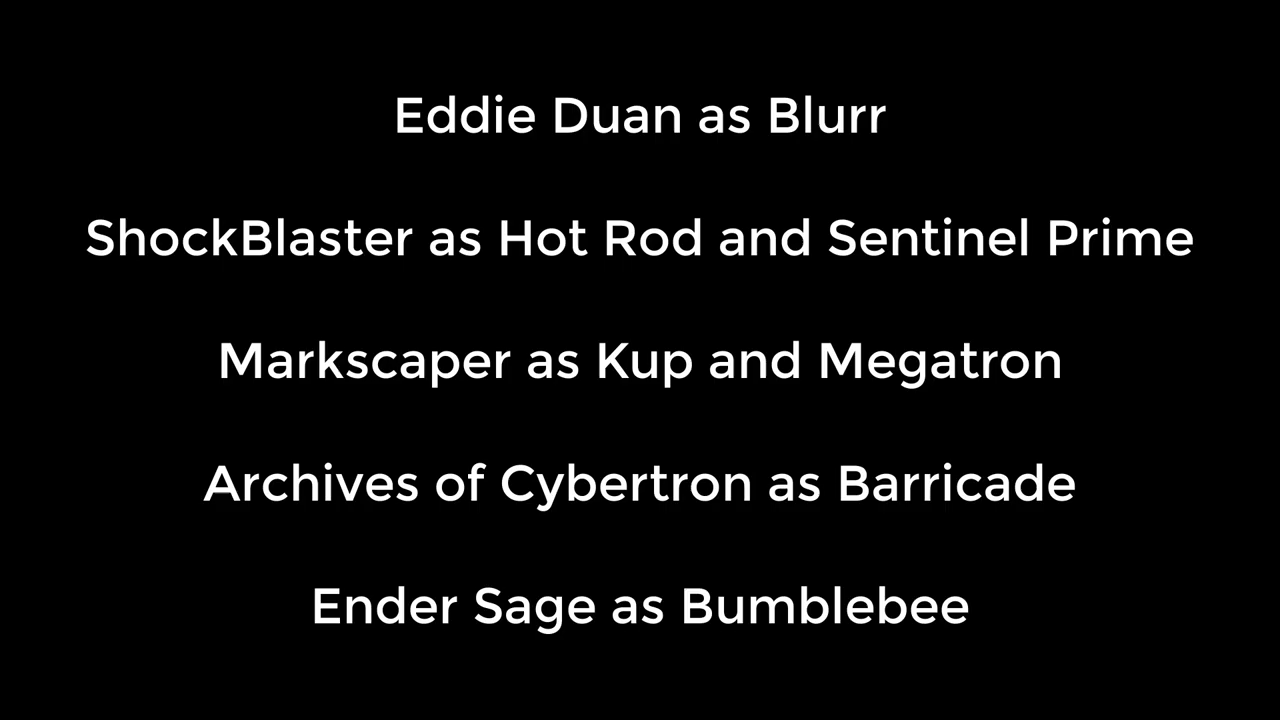 Eddie Duan as Blurr
ShockBlaster as Hot Rod and Sentinel Prime
Markscaper as Kup and Megatron
Archives of Cybertron as Barricade
Ender Sage as Bumblebee